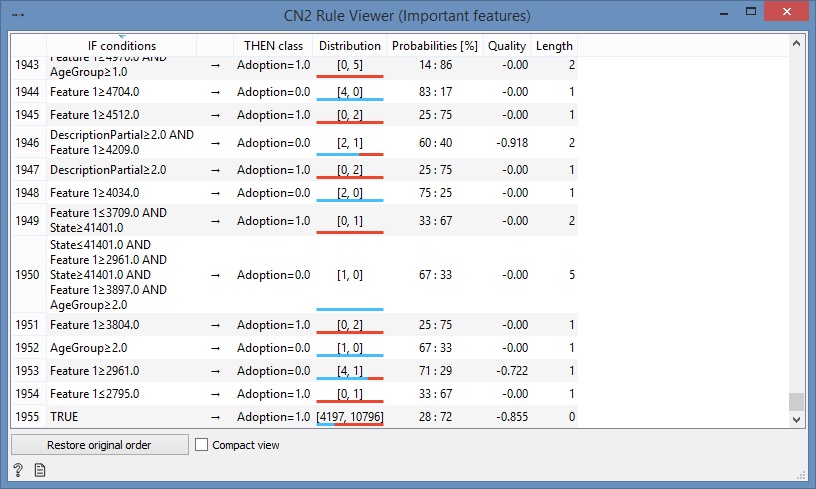 CN2 Rule Viewer (Important features)
IF conditions THEN class Distribution Probabilities [%] Quality Length
1943 Feature 1≥4970.0 AND
AgeGroup≥1.0 → Adoption=1.0 [0, 5] 14 : 86 -0.00 2
1944 Feature 1≥4704.0 → Adoption=0.0 [4, 0] 83 : 17 -0.00 1
1945 Feature 1≥4512.0 → Adoption=1.0 [0, 2] 25 : 75 -0.00 1
1946 DescriptionPartial≥2.0 AND
Feature 1≥4209.0 → Adoption=0.0 [2, 1] 60 : 40 -0.918 2
1947 DescriptionPartial≥2.0 → Adoption=1.0 [0, 2] 25 : 75 -0.00 1
1948 Feature 1≥4034.0 → Adoption=0.0 [2, 0] 75 : 25 -0.00 1
1949 Feature 1≤3709.0 AND
State≥41401.0 → Adoption=1.0 [0, 1] 33 : 67 -0.00 2
1950 State≤41401.0 AND
Feature 1≥2961.0 AND
State≥41401.0 AND
Feature 1≥3897.0 AND
AgeGroup≥2.0 → Adoption=0.0 [1, 0] 67 : 33 -0.00 5
1951 Feature 1≥3804.0 → Adoption=1.0 [0, 2] 25 : 75 -0.00 1
1952 AgeGroup≥2.0 → Adoption=0.0 [1, 0] 67 : 33 -0.00 1
1953 Feature 1≥2961.0 → Adoption=0.0 [4, 1] 71 : 29 -0.722 1
1954 Feature 1≤2795.0 → Adoption=1.0 [0, 1] 33 : 67 -0.00 1
1955 TRUE → Adoption=1.0 [4197, 10796] 28 : 72 -0.855 0
Restore original order Compact view
?